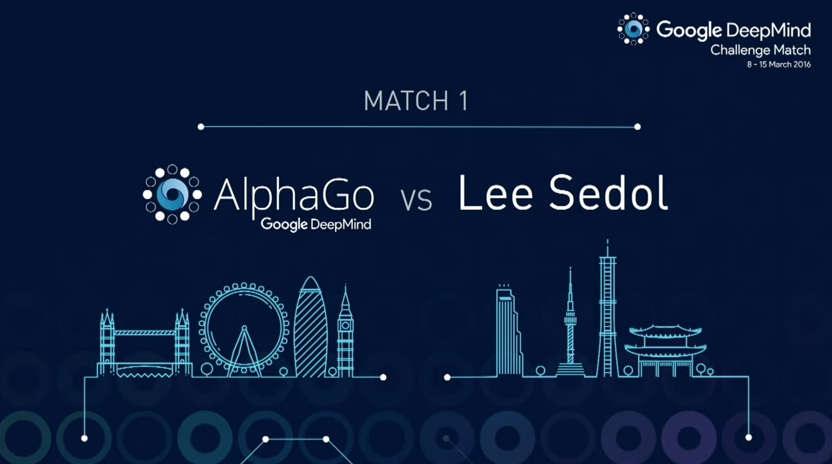 Google DeepMind
Challenge Match
8 - 15 March 2016
MATCH 1
AlphaGo vs Lee Sedol
Google DeepMind